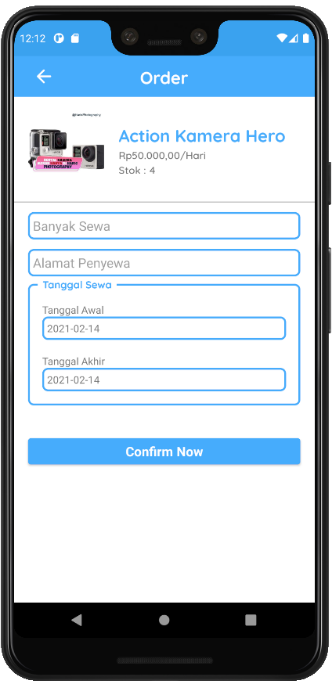 12:12
Order
Action Kamera Hero
Rp50.000,00/Hari
Stok : 4
Banyak Sewa
Alamat Penyewa
Tanggal Sewa
Tanggal Awal
2021-02-14
Tanggal Akhir
2021-02-14
Confirm Now